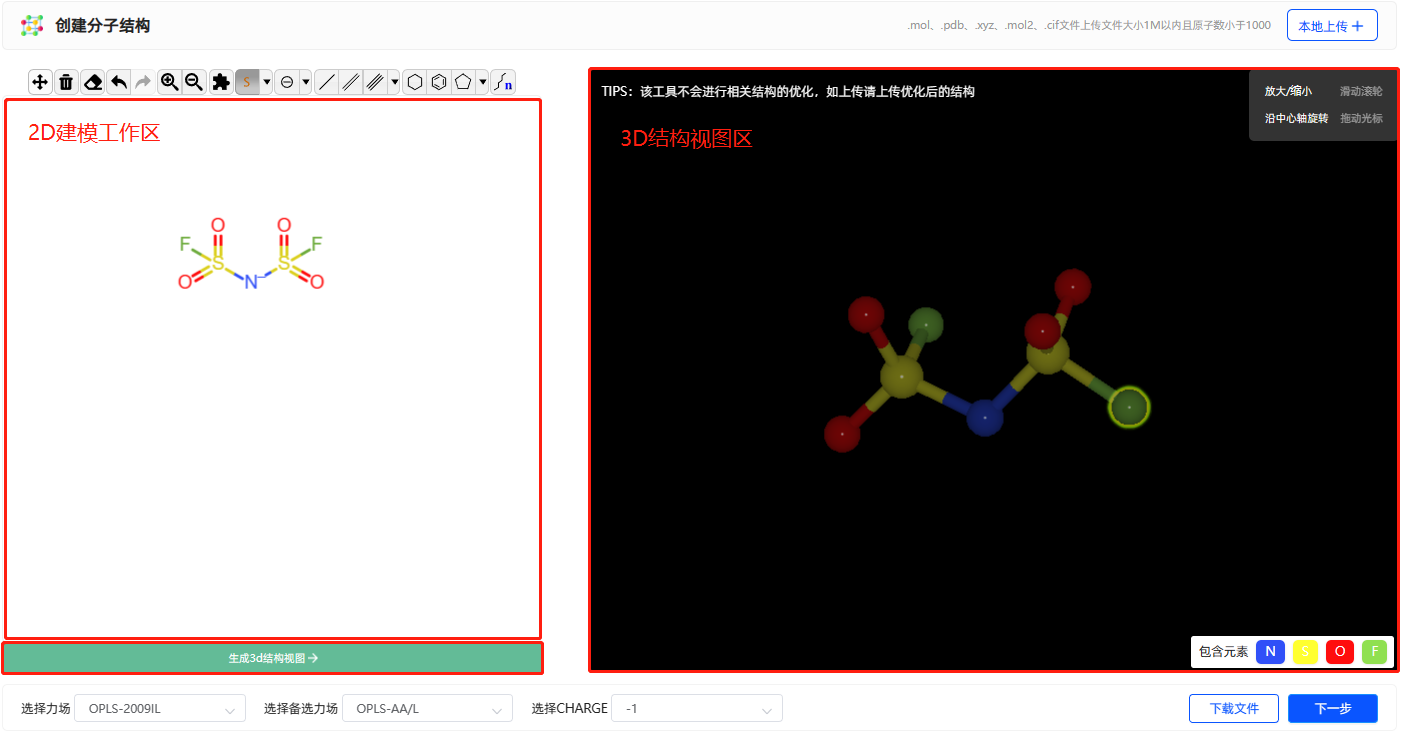 创建分子结构
.mol、.pdb、.xyz、.mol2、.cif文件上传文件大小1M以内且原子数小于1000
本地上传 +
S
n
2D建模工作区
O O
F F
S S
O N⁻ O
生成3d结构视图→
TIPS：该工具不会进行相关结构的优化，如上传请上传优化后的结构
放大/缩小 滑动滚轮
沿中心轴旋转 拖动光标
3D结构视图区
包含元素 N S O F
选择力场 OPLS-2009IL 选择备选力场 OPLS-AA/L 选择CHARGE -1
下载文件 下一步